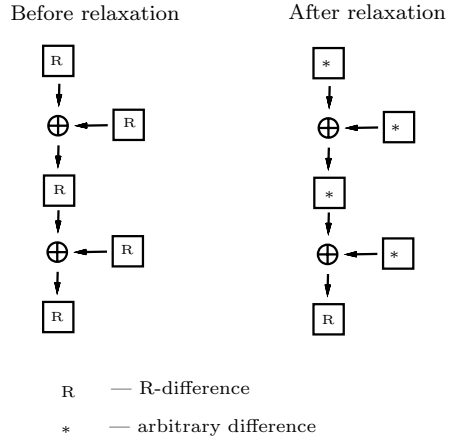 Before relaxation After relaxation
R *
R *
R *
R *
R R
R — R-difference
* — arbitrary difference